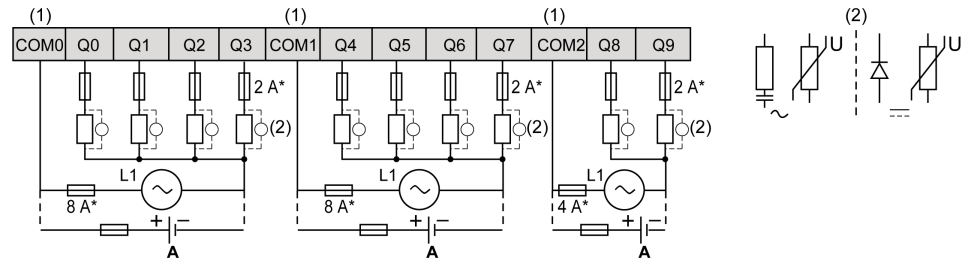 (1) (1) (1) (2)
COM0 Q0 Q1 Q2 Q3 COM1 Q4 Q5 Q6 Q7 COM2 Q8 Q9
U U
2 A* 2 A* 2 A*
(2) (2) (2)
L1 L1 L1
8 A* 8 A* 4 A*
+ − + − + −
A A A